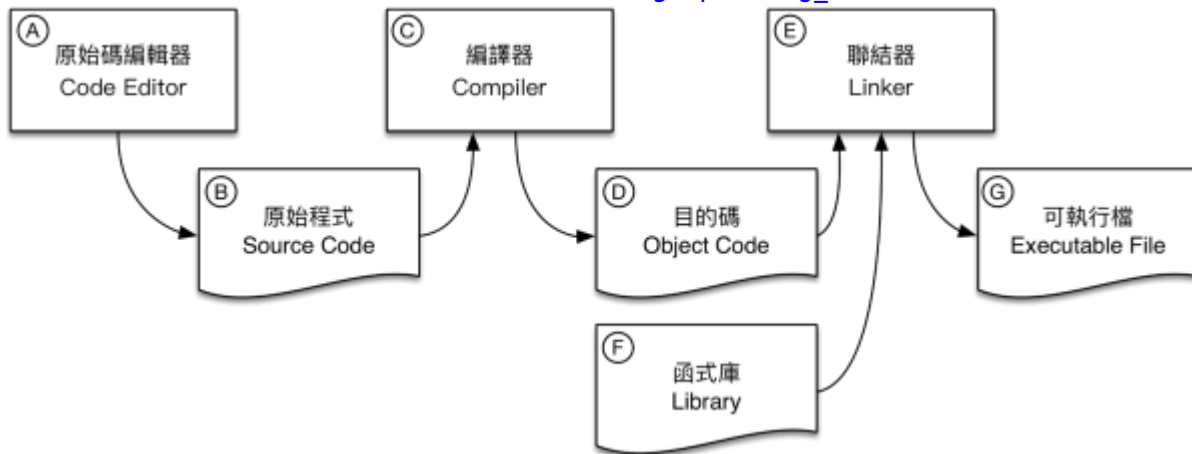 A
原始碼編輯器
Code Editor
C
編譯器
Compiler
E
聯結器
Linker
B
原始程式
Source Code
D
目的碼
Object Code
G
可執行檔
Executable File
F
函式庫
Library